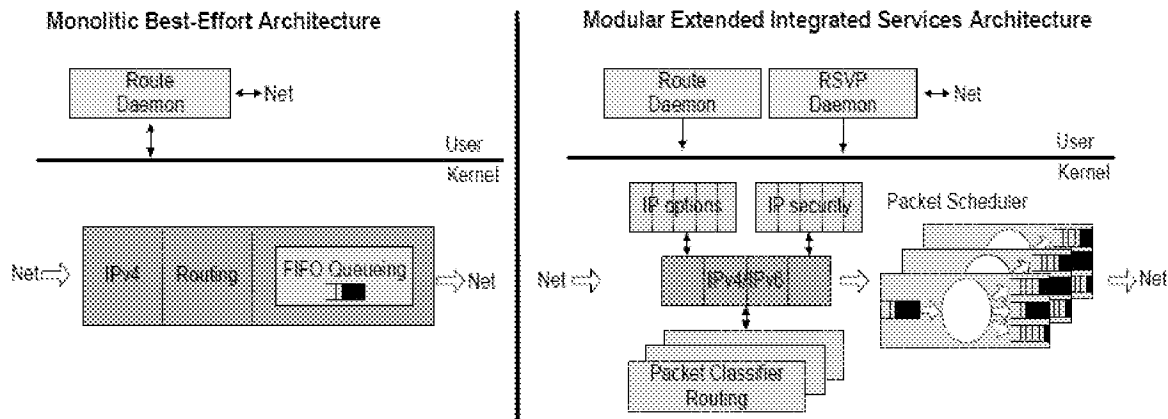 Monolitic Best-Effort Architecture
Route
Daemon
Net
User
Kernel
Net
IPv4
Routing
FIFO Queueing
Net
Modular Extended Integrated Services Architecture
Route
Daemon
RSVP
Daemon
Net
User
Kernel
IP options
IP security
Packet Scheduler
Net
IPv4/IPv6
Net
Packet Classifier
Routing